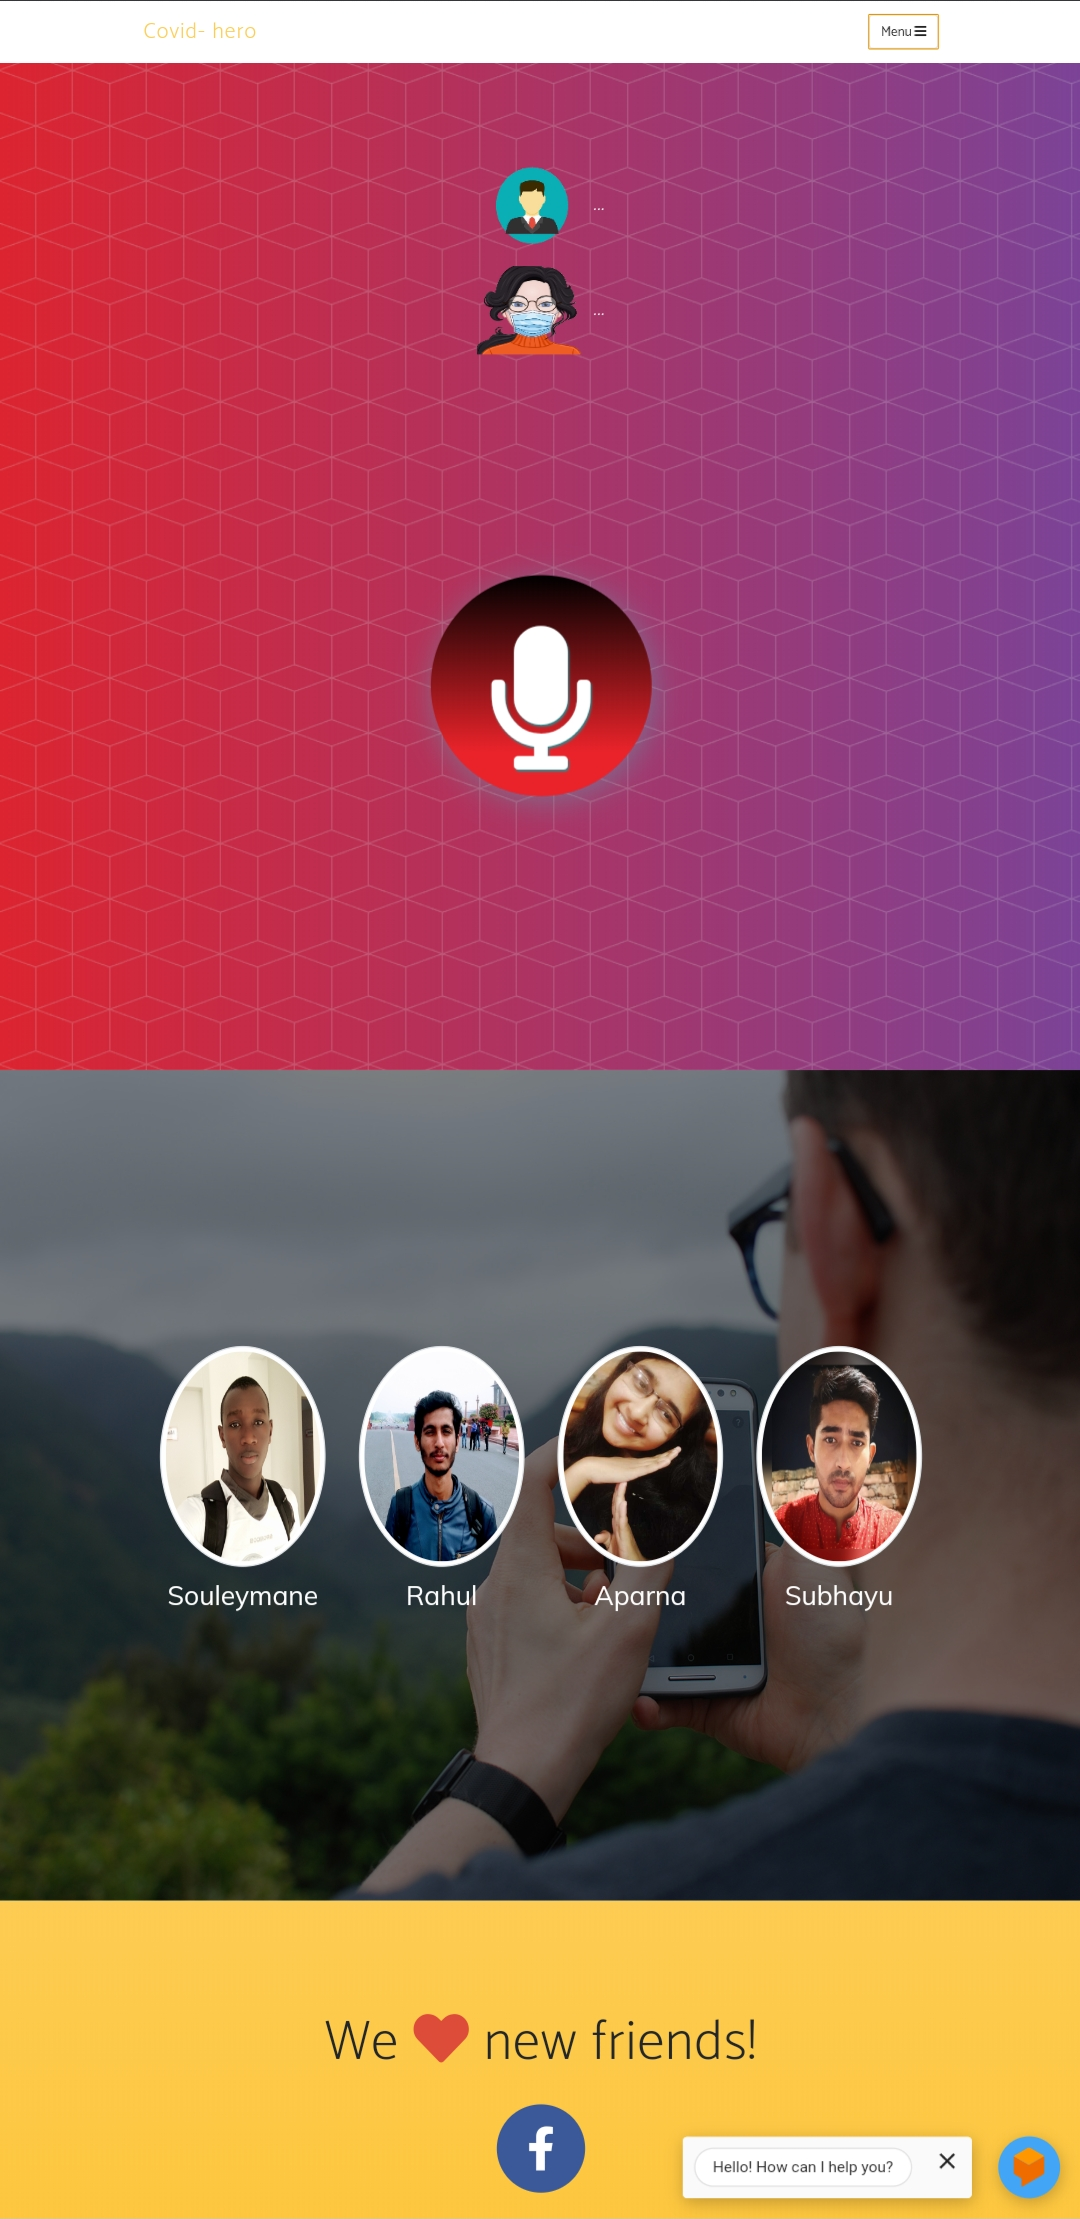 Covid- hero
Menu
...
...
Souleymane
Rahul
Aparna
Subhayu
We new friends!
Hello! How can I help you?